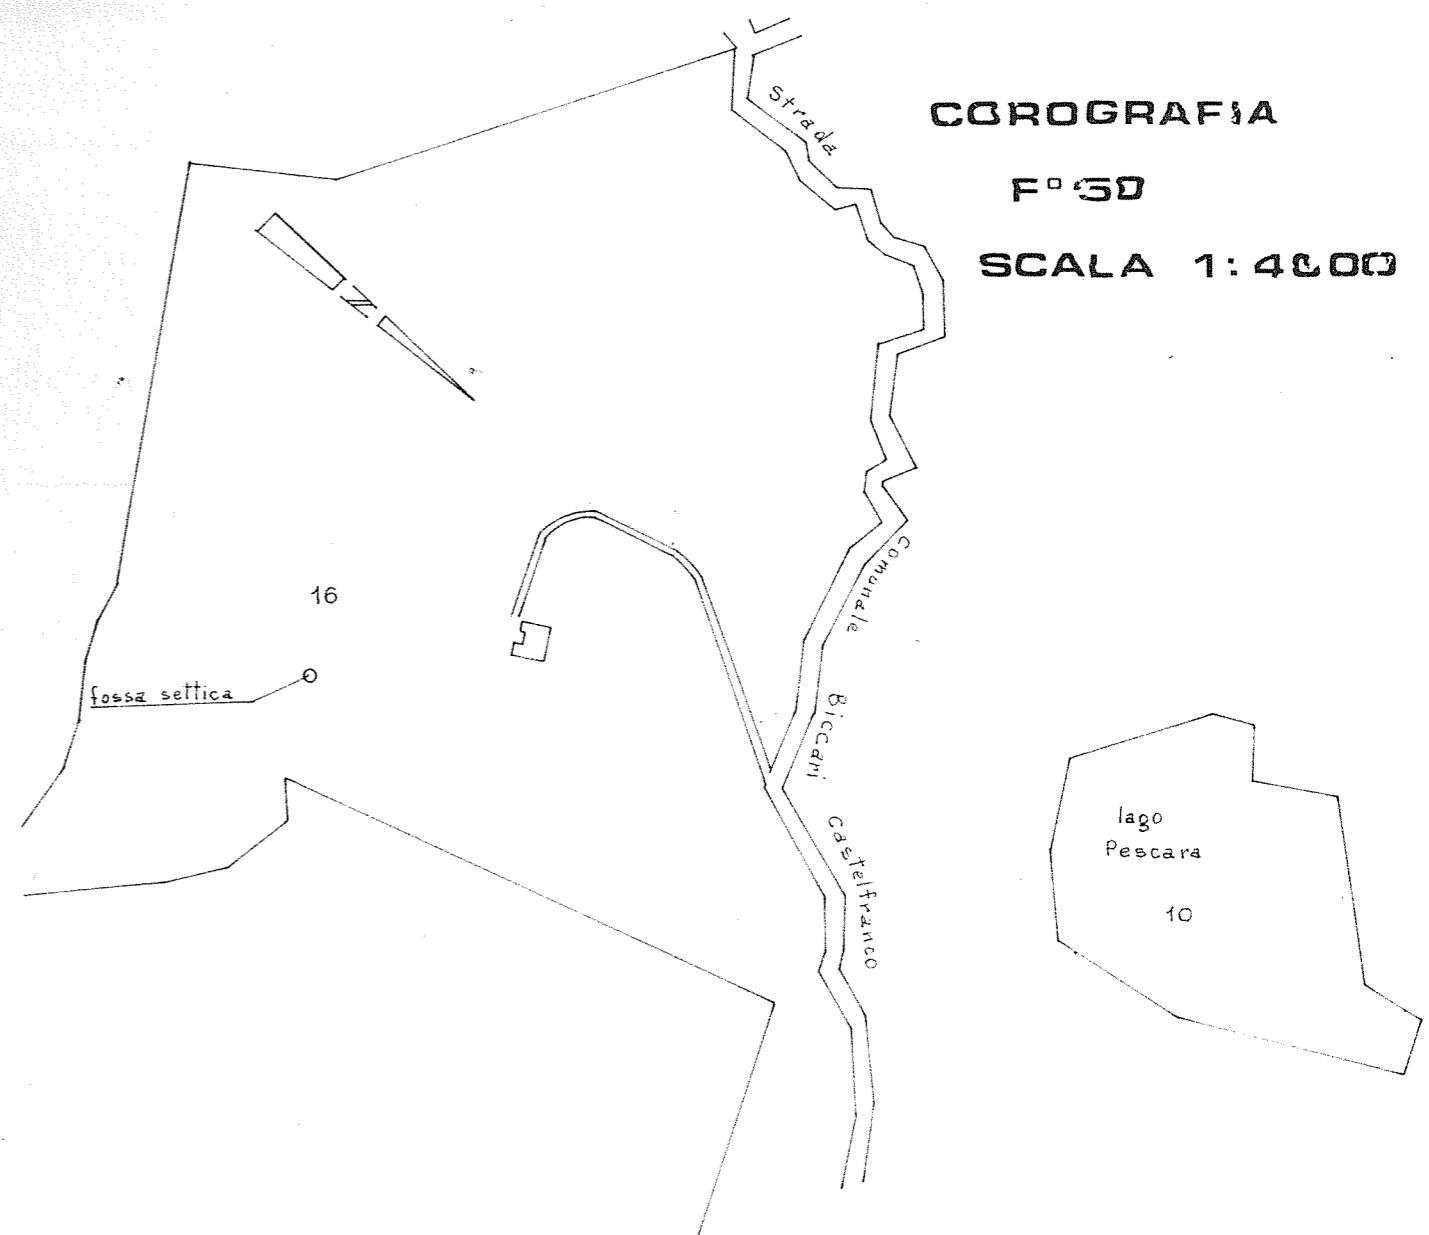 COROGRAFIA
F° 50
SCALA 1:4000
Strada
Comunale
Biccari
Castelfranco
N
16
fossa settica
lago
Pescara
10